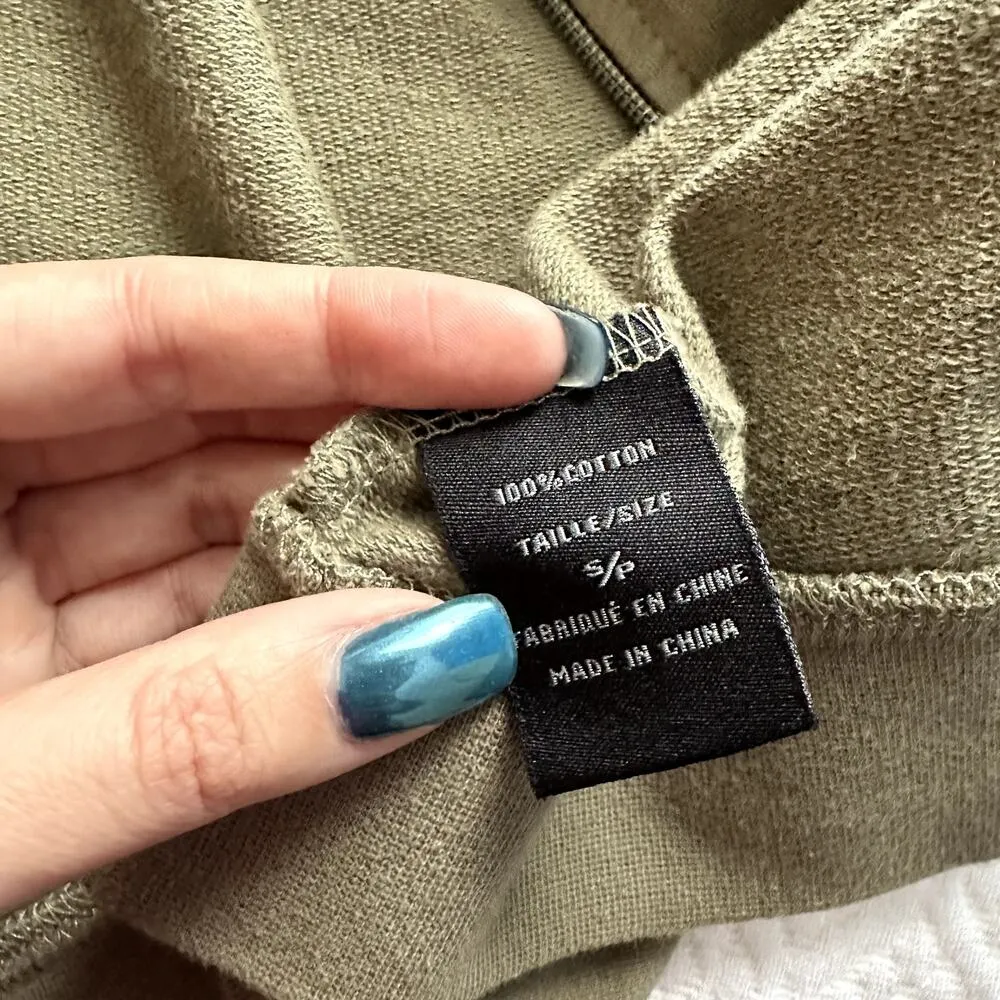 100%COTTON
TAILLE/SIZE
S/P
FABRIQUÉ EN CHINE
MADE IN CHINA